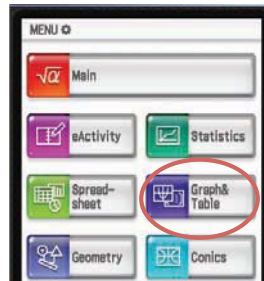 MENU
√α Main
eActivity
Statistics
Spread-
sheet
Graph&
Table
Geometry
Conics